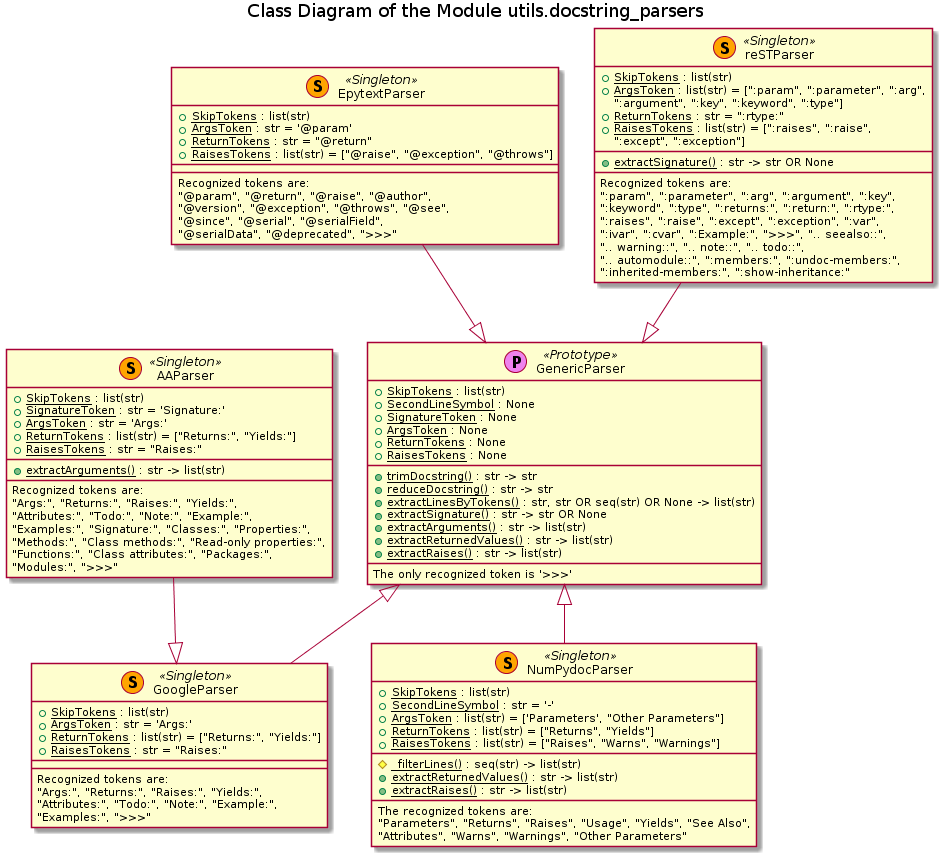 Class Diagram of the Module utils.docstring_parsers
S
«Singleton»
EpytextParser
SkipTokens : list(str)
ArgsToken : str = '@param'
ReturnTokens : str = "@return"
RaisesTokens : list(str) = ["@raise", "@exception", "@throws"]
Recognized tokens are:
"@param", "@return", "@raise", "@author",
"@version", "@exception", "@throws", "@see",
"@since", "@serial", "@serialField",
"@serialData", "@deprecated", ">>>"
S
«Singleton»
reSTParser
SkipTokens : list(str)
ArgsToken : list(str) = [":param", ":parameter", ":arg",
":argument", ":key", ":keyword", ":type"]
ReturnTokens : str = ":rtype:"
RaisesTokens : list(str) = [":raises", ":raise",
":except", ":exception"]
extractSignature() : str -> str OR None
Recognized tokens are:
":param", ":parameter", ":arg", ":argument", ":key",
":keyword", ":type", ":returns:", ":return:", ":rtype:",
":raises", ":raise", ":except", ":exception", ":var",
":ivar", ":cvar", ":Example:", ">>>", ".. seealso::",
".. warning::", ".. note::", ".. todo::",
".. automodule::", ":members:", ":undoc-members:",
":inherited-members:", ":show-inheritance:"
S
«Singleton»
AAParser
SkipTokens : list(str)
SignatureToken : str = 'Signature:'
ArgsToken : str = 'Args:'
ReturnTokens : list(str) = ["Returns:", "Yields:"]
RaisesTokens : str = "Raises:"
extractArguments() : str -> list(str)
Recognized tokens are:
"Args:", "Returns:", "Raises:", "Yields:",
"Attributes:", "Todo:", "Note:", "Example:",
"Examples:", "Signature:", "Classes:", "Properties:",
"Methods:", "Class methods:", "Read-only properties:",
"Functions:", "Class attributes:", "Packages:",
"Modules:", ">>>"
P
«Prototype»
GenericParser
SkipTokens : list(str)
SecondLineSymbol : None
SignatureToken : None
ArgsToken : None
ReturnTokens : None
RaisesTokens : None
trimDocstring() : str -> str
reduceDocstring() : str -> str
extractLinesByTokens() : str, str OR seq(str) OR None -> list(str)
extractSignature() : str -> str OR None
extractArguments() : str -> list(str)
extractReturnedValues() : str -> list(str)
extractRaises() : str -> list(str)
The only recognized token is '>>>'
S
«Singleton»
GoogleParser
SkipTokens : list(str)
ArgsToken : str = 'Args:'
ReturnTokens : list(str) = ["Returns:", "Yields:"]
RaisesTokens : str = "Raises:"
Recognized tokens are:
"Args:", "Returns:", "Raises:", "Yields:",
"Attributes:", "Todo:", "Note:", "Example:",
"Examples:", ">>>"
S
«Singleton»
NumPydocParser
SkipTokens : list(str)
SecondLineSymbol : str = '-'
ArgsToken : list(str) = ['Parameters', "Other Parameters"]
ReturnTokens : list(str) = ["Returns", "Yields"]
RaisesTokens : list(str) = ["Raises", "Warns", "Warnings"]
_filterLines() : seq(str) -> list(str)
extractReturnedValues() : str -> list(str)
extractRaises() : str -> list(str)
The recognized tokens are:
"Parameters", "Returns", "Raises", "Usage", "Yields", "See Also",
"Attributes", "Warns", "Warnings", "Other Parameters"